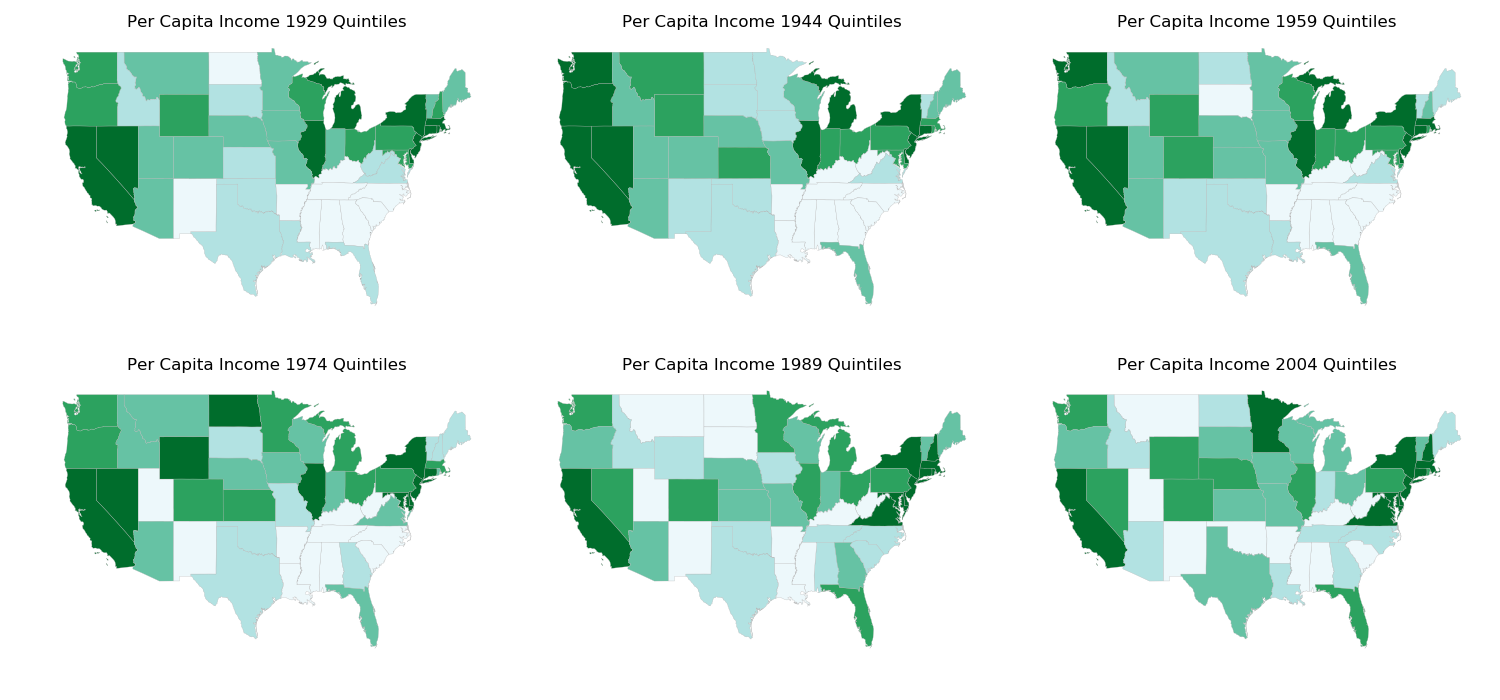 Per Capita Income 1929 Quintiles
Per Capita Income 1944 Quintiles
Per Capita Income 1959 Quintiles
Per Capita Income 1974 Quintiles
Per Capita Income 1989 Quintiles
Per Capita Income 2004 Quintiles